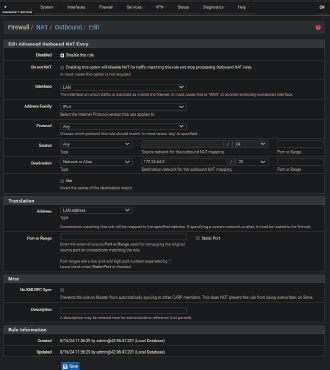 System Interfaces Firewall Services VPN Status Diagnostics Help
COMMUNITY EDITION
Firewall / NAT / Outbound / Edit
Edit Advanced Outbound NAT Entry
Disabled Disable this rule
Do not NAT Enabling this option will disable NAT for traffic matching this rule and stop processing Outbound NAT rules
In most cases this option is not required.
Interface LAN
The interface on which traffic is matched as it exits the firewall. In most cases this is "WAN" or another externally-connected interface.
Address Family IPv4
Select the Internet Protocol version this rule applies to.
Protocol Any
Choose which protocol this rule should match. In most cases "any" is specified.
Source Any / 24
Type Source network for the outbound NAT mapping. Port or Range
Destination Network or Alias / 23
Type Destination network for the outbound NAT mapping. Port or Range
Not
Invert the sense of the destination match.
Translation
Address LAN address
Type
Connections matching this rule will be mapped to the specified address. If specifying a custom network or alias, it must be routed to the firewall.
Port or Range Static Port
Enter the external source Port or Range used for remapping the original
source port on connections matching the rule.
Port ranges are a low port and high port number separated by ":".
Leave blank when Static Port is checked.
Misc
No XMLRPC Sync
Prevents the rule on Master from automatically syncing to other CARP members. This does NOT prevent the rule from being overwritten on Slave.
Description
A description may be entered here for administrative reference (not parsed).
Rule Information
Created 8/16/24 11:36:29 by admin@42.96.47.201 (Local Database)
Updated 8/16/24 11:36:29 by admin@42.96.47.201 (Local Database)
Save